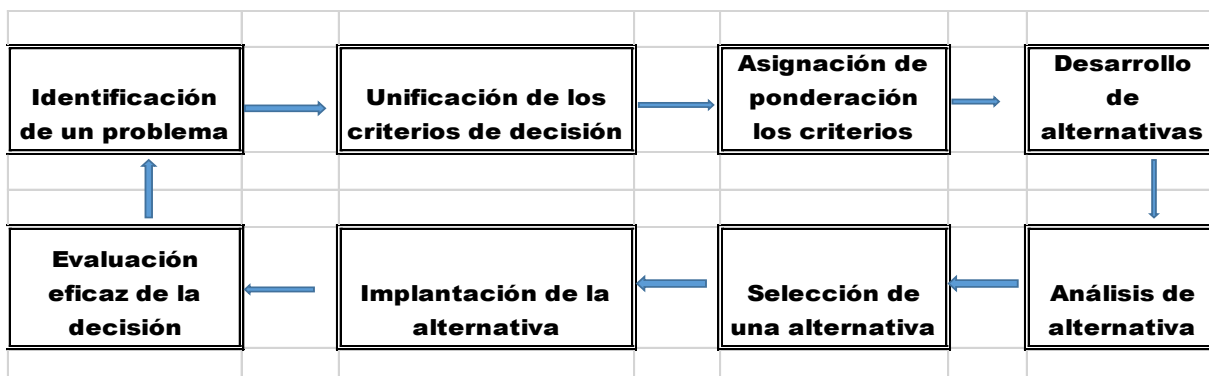 Identificación
de un problema
Unificación de los
criterios de decisión
Asignación de
ponderación
los criterios
Desarrollo
de
alternativas
Evaluación
eficaz de la
decisión
Implantación de la
alternativa
Selección de
una alternativa
Análisis de
alternativa